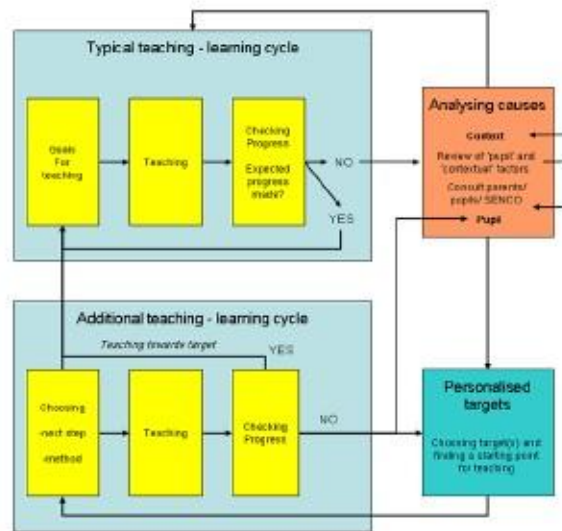 Typical teaching - learning cycle
Goals
For
teaching
Teaching
Checking
Progress
Expected
progress
made?
NO
YES
Analysing causes
Context
Review of 'pupil' and
'contextual' factors
Consult parents/
pupils/ SENCO
Pupil
Additional teaching - learning cycle
Teaching towards target
YES
Choosing
-next step
-method
Teaching
Checking
Progress
NO
Personalised
targets
Choosing target(s) and
finding a starting point
for teaching